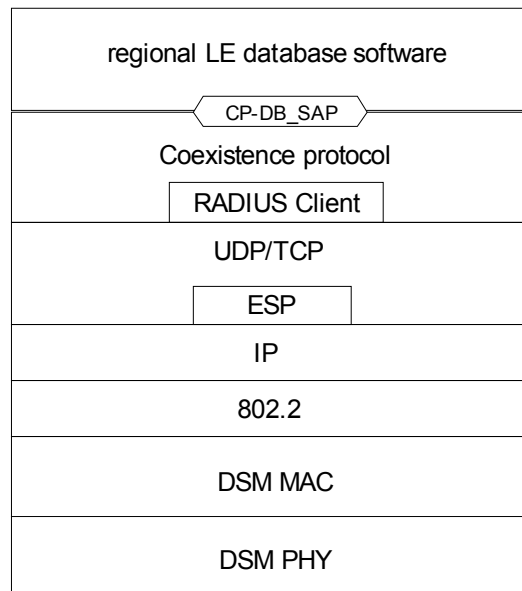 regional LE database software
CP-DB_SAP
Coexistence protocol
RADIUS Client
UDP/TCP
ESP
IP
802.2
DSM MAC
DSM PHY